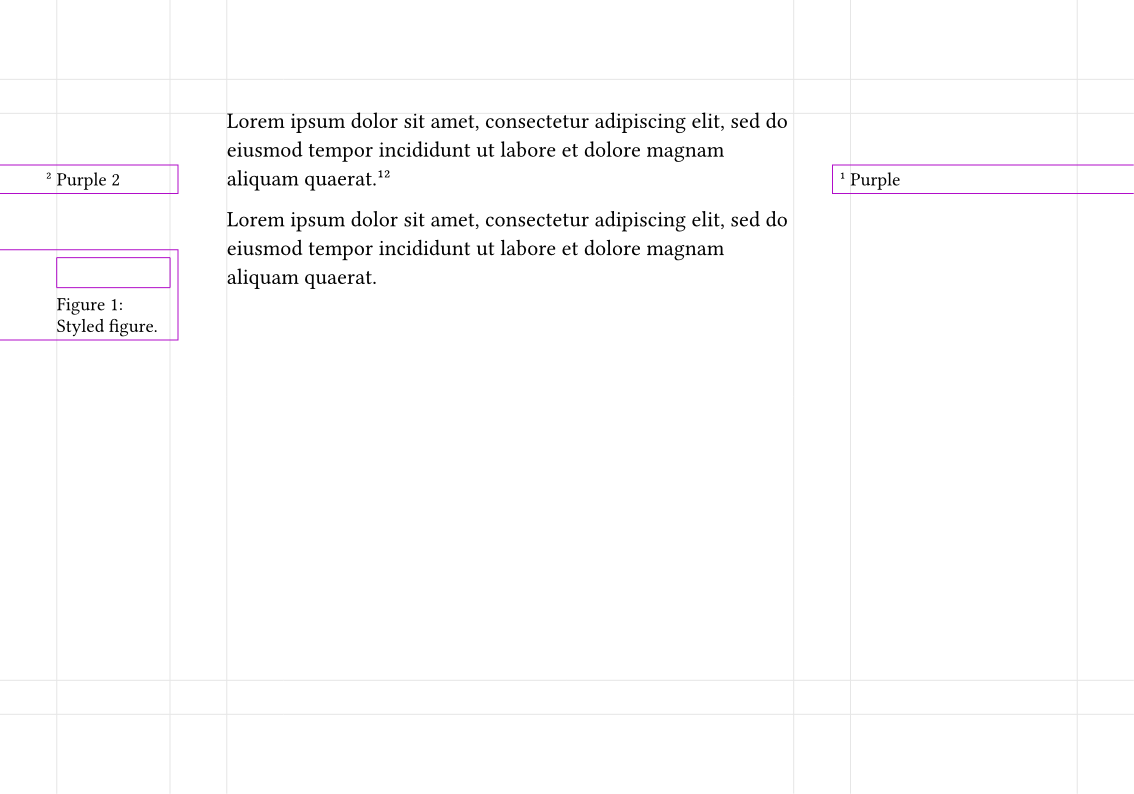 Lorem ipsum dolor sit amet, consectetur adipiscing elit, sed do
eiusmod tempor incididunt ut labore et dolore magnam
aliquam quaerat.¹²
² Purple 2
¹ Purple
Lorem ipsum dolor sit amet, consectetur adipiscing elit, sed do
eiusmod tempor incididunt ut labore et dolore magnam
aliquam quaerat.
Figure 1:
Styled figure.